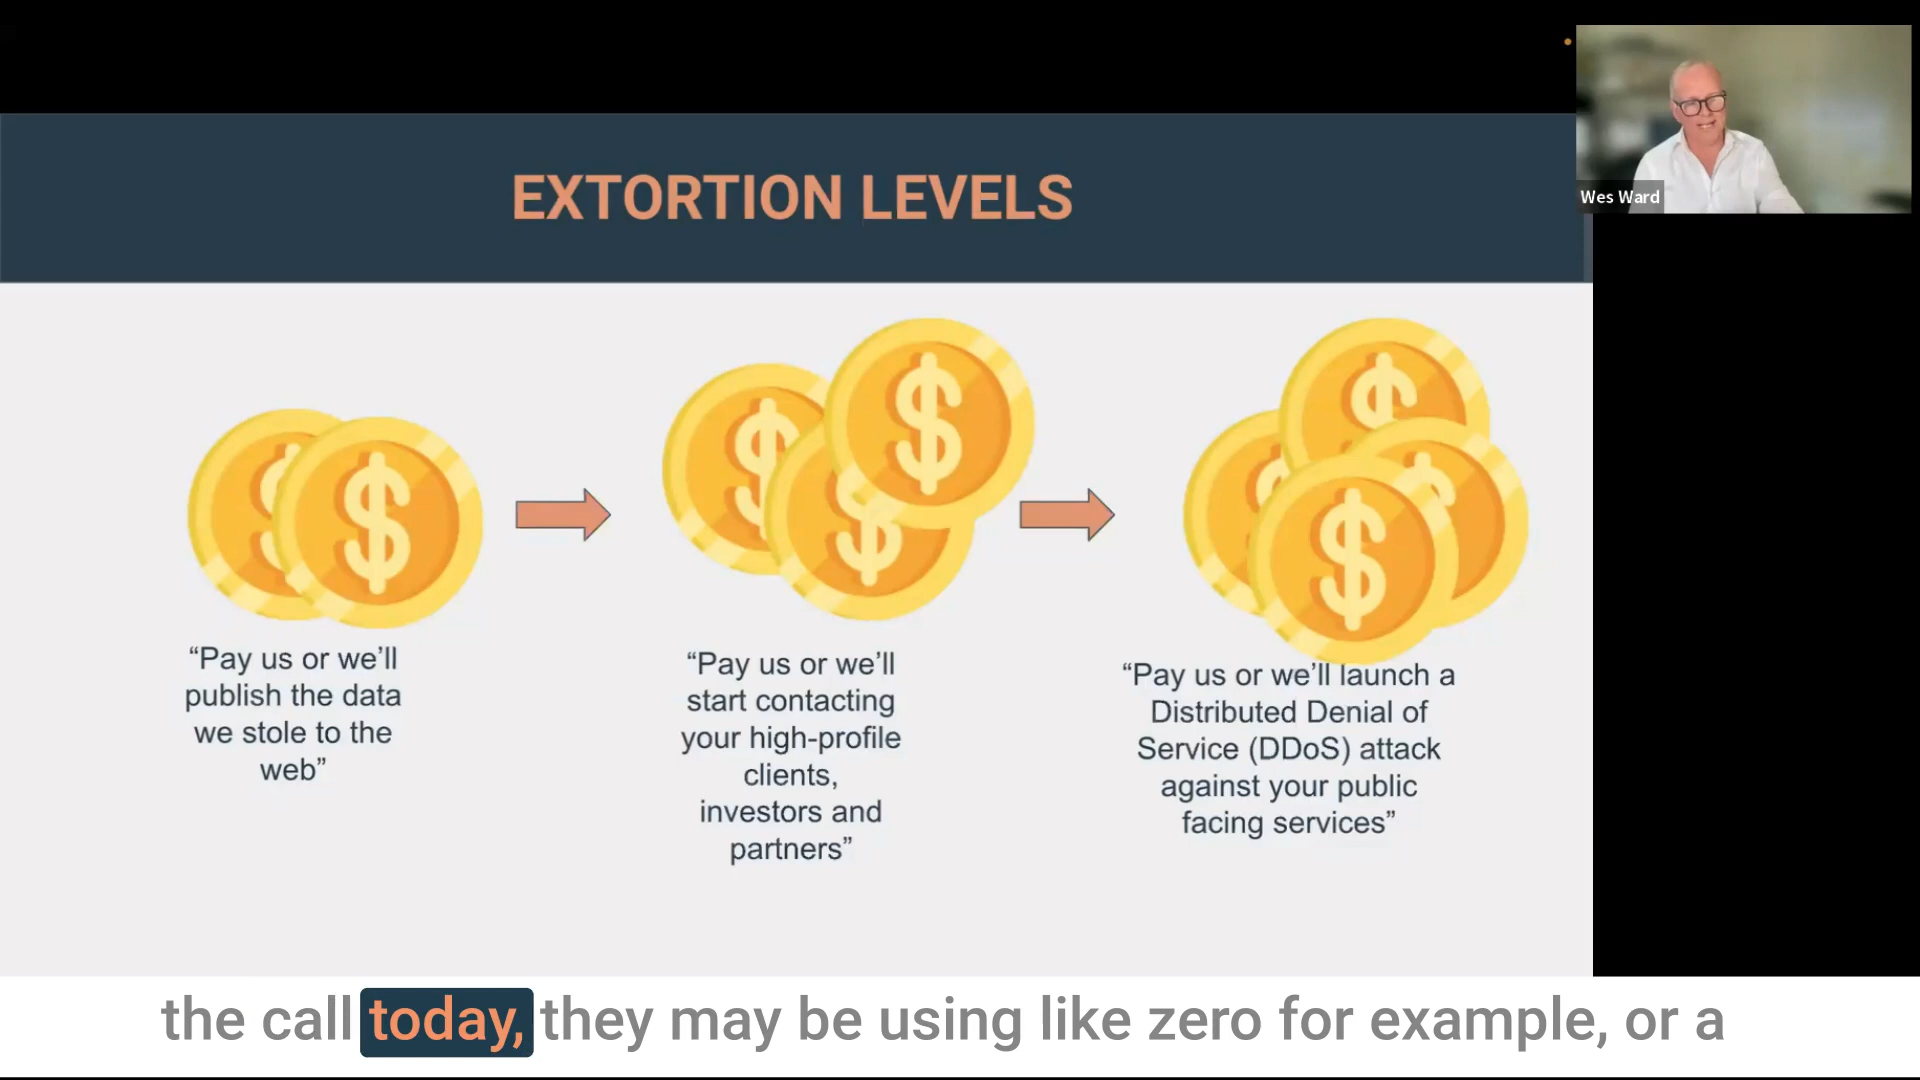 Wes Ward
EXTORTION LEVELS
“Pay us or we’ll
publish the data
we stole to the
web”
“Pay us or we’ll
start contacting
your high-profile
clients,
investors and
partners”
“Pay us or we’ll launch a
Distributed Denial of
Service (DDoS) attack
against your public
facing services”
the call today, they may be using like zero for example, or a